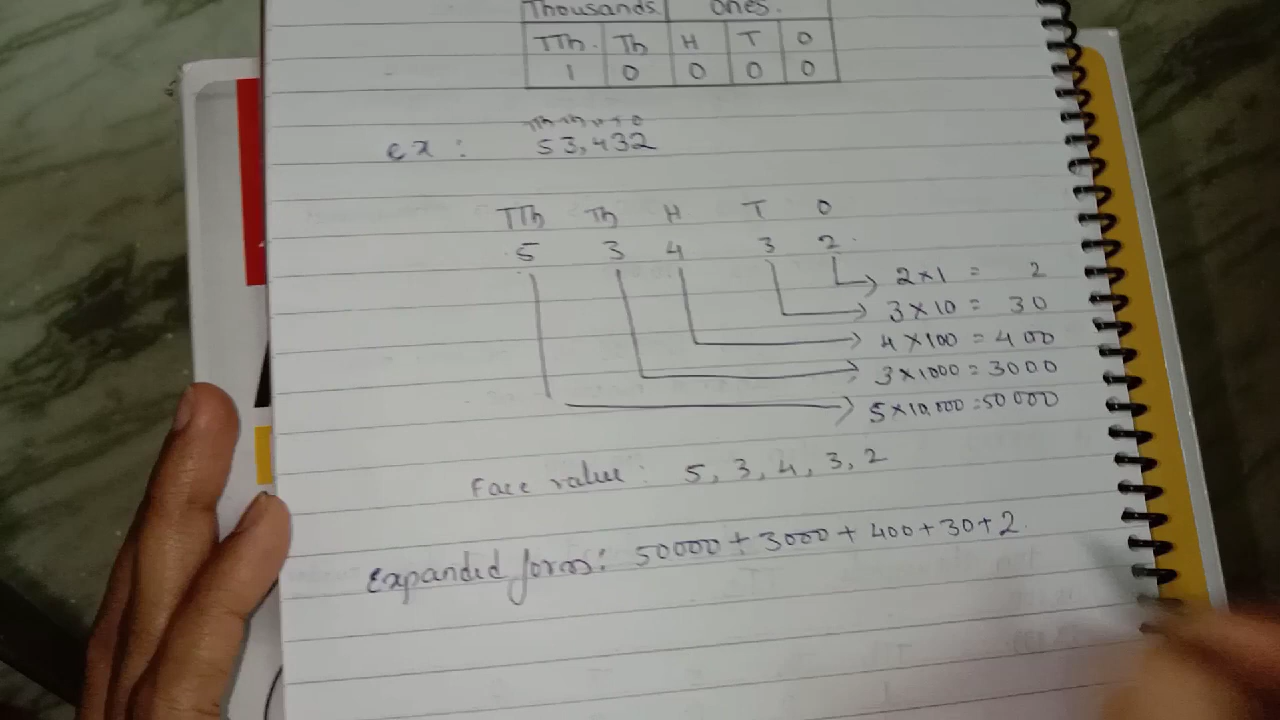 Thousands ones.
TTh. Th H T O
1 0 0 0 0
TTh Th H T O
ex : 53,432
TTh Th H T O
5 3 4 3 2.
2×1 = 2
3×10 = 30
4×100 = 400
3×1000 = 3000
5×10,000 = 50000
Face value : 5, 3, 4, 3, 2
Expanded form: 50000 + 3000 + 400 + 30 + 2.